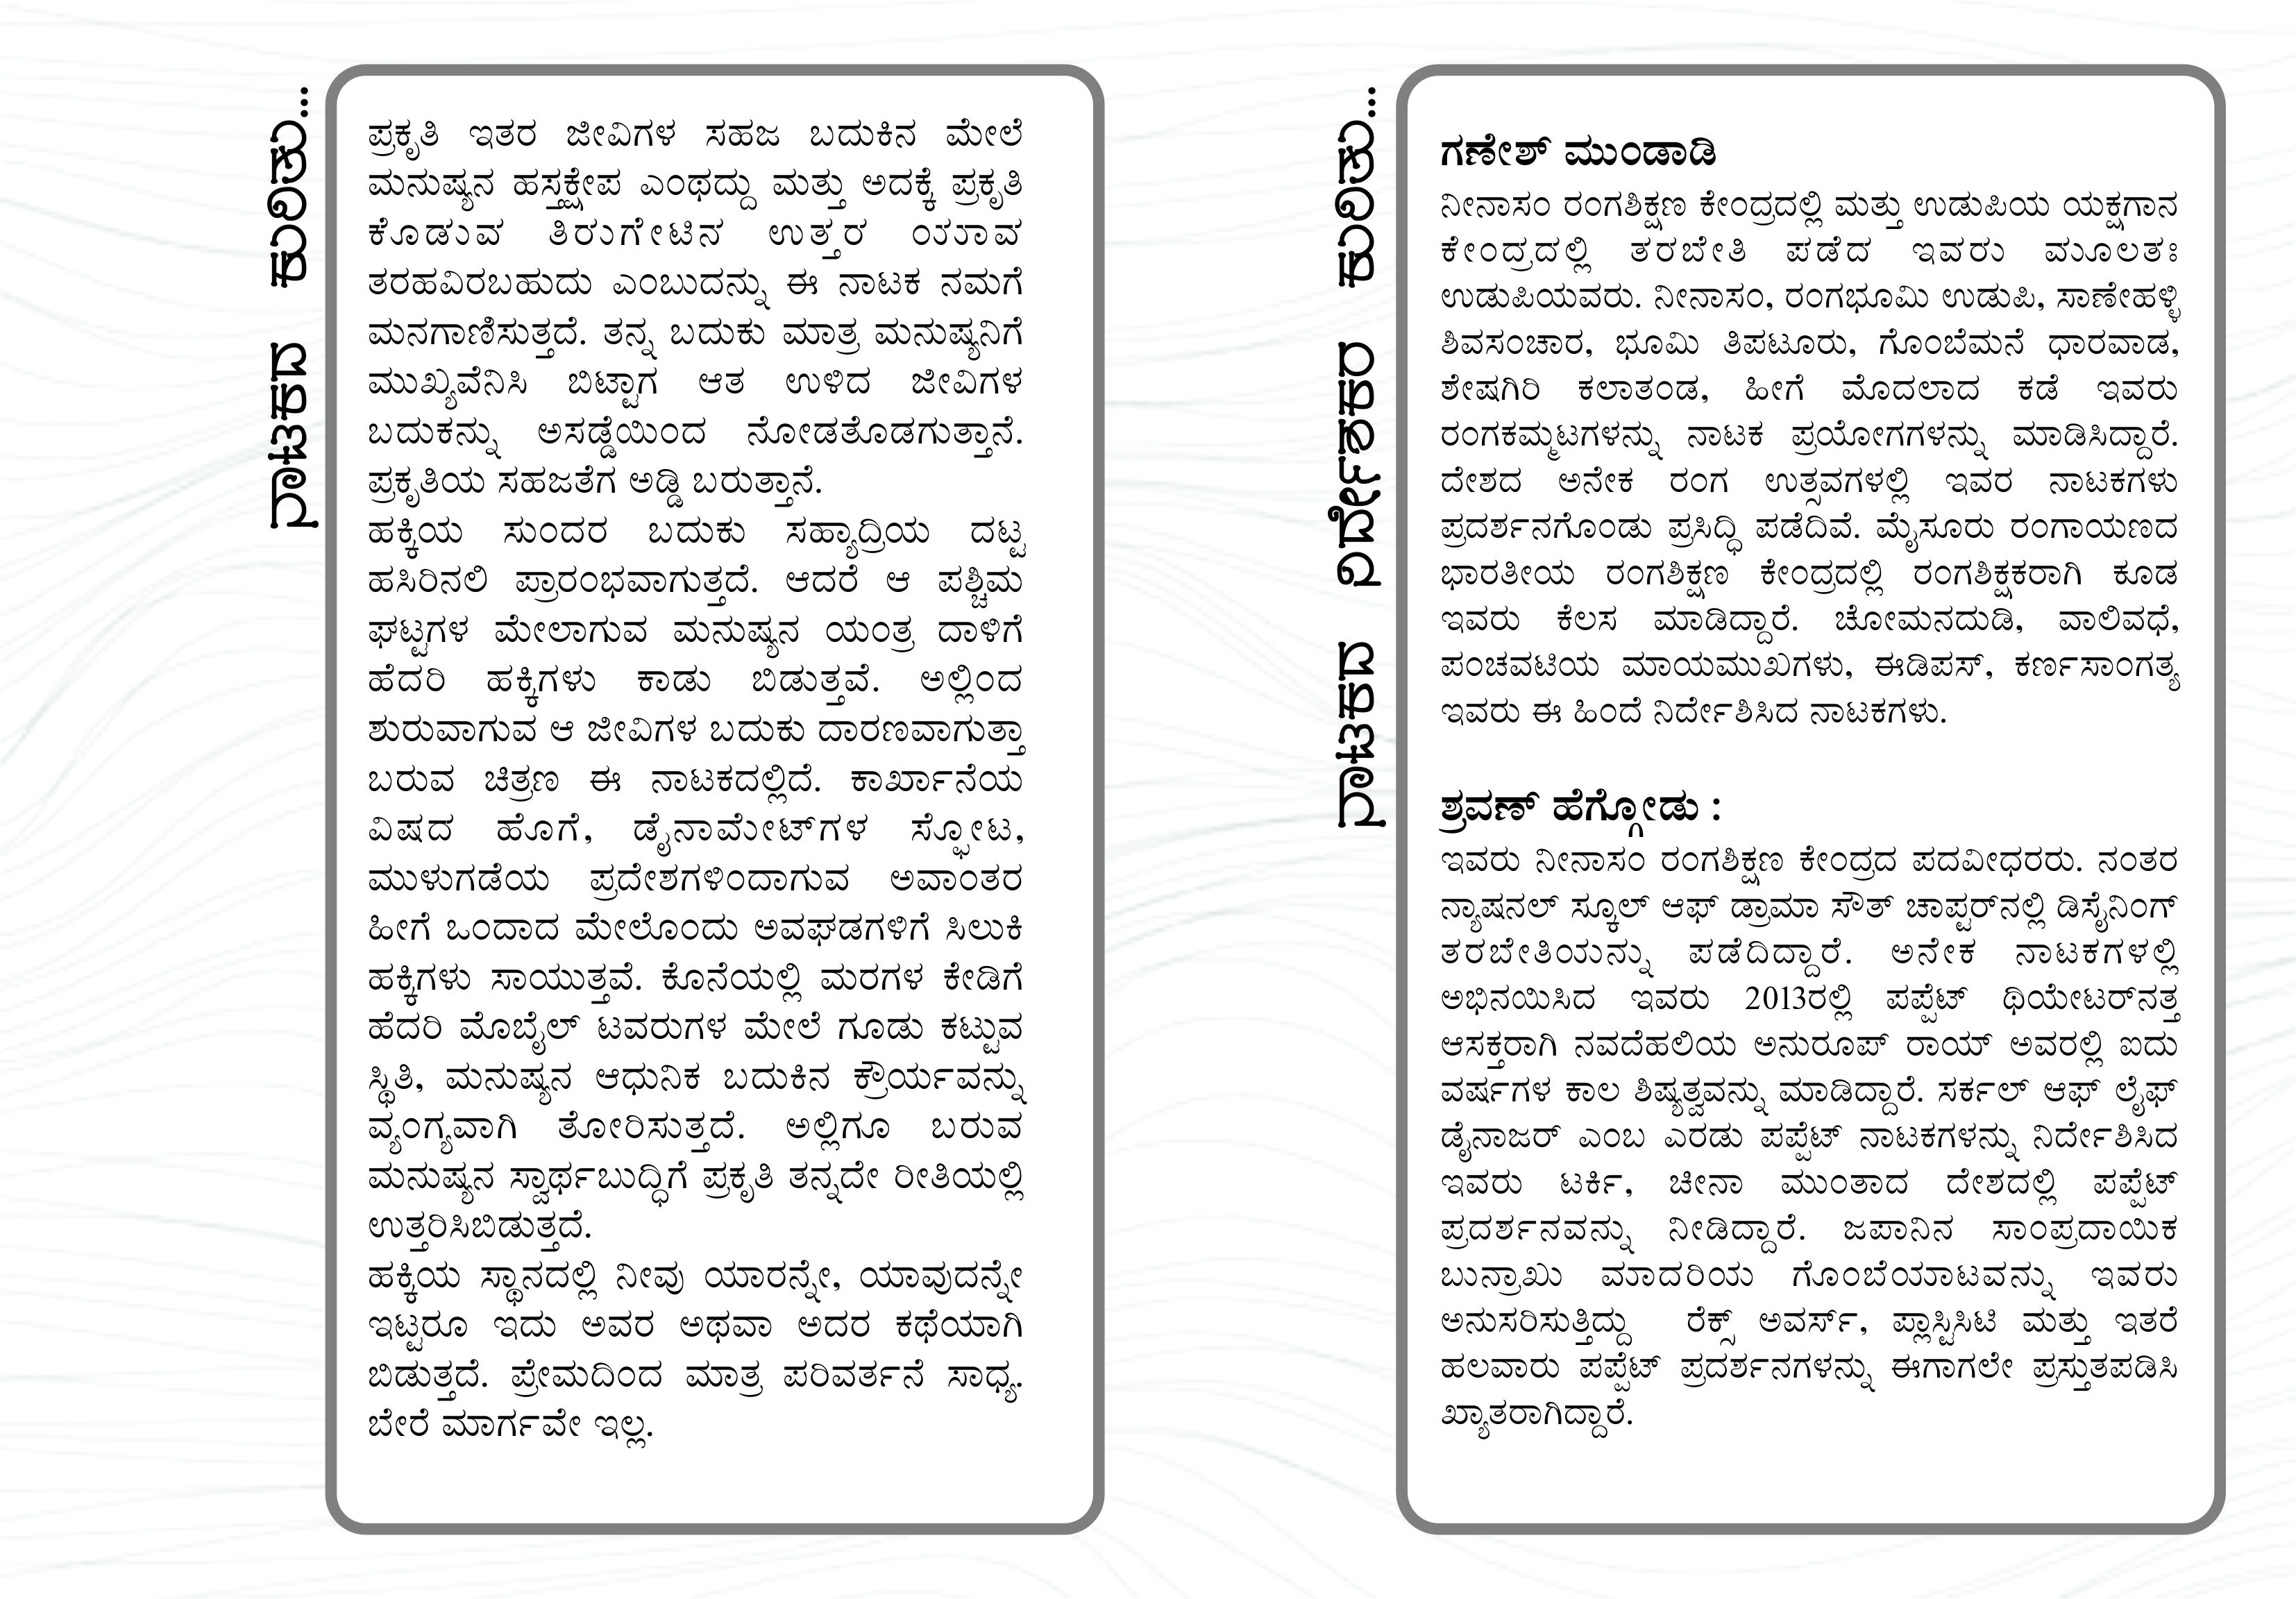 ನಾಟಕದ ಕುರಿತು...
ಪ್ರಕೃತಿ ಇತರ ಜೀವಿಗಳ ಸಹಜ ಬದುಕಿನ ಮೇಲೆ
ಮನುಷ್ಯನ ಹಸ್ತಕ್ಷೇಪ ಎಂಥದ್ದು ಮತ್ತು ಅದಕ್ಕೆ ಪ್ರಕೃತಿ
ಕೊಡುವ ತಿರುಗೇಟಿನ ಉತ್ತರ ಯಾವ
ತರಹವಿರಬಹುದು ಎಂಬುದನ್ನು ಈ ನಾಟಕ ನಮಗೆ
ಮನಗಾಣಿಸುತ್ತದೆ. ತನ್ನ ಬದುಕು ಮಾತ್ರ ಮನುಷ್ಯನಿಗೆ
ಮುಖ್ಯವೆನಿಸಿ ಬಿಟ್ಟಾಗ ಆತ ಉಳಿದ ಜೀವಿಗಳ
ಬದುಕನ್ನು ಅಸಡ್ಡೆಯಿಂದ ನೋಡತೊಡಗುತ್ತಾನೆ.
ಪ್ರಕೃತಿಯ ಸಹಜತೆಗ ಅಡ್ಡಿ ಬರುತ್ತಾನೆ.
ಹಕ್ಕಿಯ ಸುಂದರ ಬದುಕು ಸಹ್ಯಾದ್ರಿಯ ದಟ್ಟ
ಹಸಿರಿನಲಿ ಪ್ರಾರಂಭವಾಗುತ್ತದೆ. ಆದರೆ ಆ ಪಶ್ಚಿಮ
ಘಟ್ಟಗಳ ಮೇಲಾಗುವ ಮನುಷ್ಯನ ಯಂತ್ರ ದಾಳಿಗೆ
ಹೆದರಿ ಹಕ್ಕಿಗಳು ಕಾಡು ಬಿಡುತ್ತವೆ. ಅಲ್ಲಿಂದ
ಶುರುವಾಗುವ ಆ ಜೀವಿಗಳ ಬದುಕು ದಾರಣವಾಗುತ್ತಾ
ಬರುವ ಚಿತ್ರಣ ಈ ನಾಟಕದಲ್ಲಿದೆ. ಕಾರ್ಖಾನೆಯ
ವಿಷದ ಹೊಗೆ, ಡೈನಾಮೇಟ್‌ಗಳ ಸ್ಫೋಟ,
ಮುಳುಗಡೆಯ ಪ್ರದೇಶಗಳಿಂದಾಗುವ ಅವಾಂತರ
ಹೀಗೆ ಒಂದಾದ ಮೇಲೊಂದು ಅವಘಡಗಳಿಗೆ ಸಿಲುಕಿ
ಹಕ್ಕಿಗಳು ಸಾಯುತ್ತವೆ. ಕೊನೆಯಲ್ಲಿ ಮರಗಳ ಕೇಡಿಗೆ
ಹೆದರಿ ಮೊಬೈಲ್ ಟವರುಗಳ ಮೇಲೆ ಗೂಡು ಕಟ್ಟುವ
ಸ್ಥಿತಿ, ಮನುಷ್ಯನ ಆಧುನಿಕ ಬದುಕಿನ ಕ್ರೌರ್ಯವನ್ನು
ವ್ಯಂಗ್ಯವಾಗಿ ತೋರಿಸುತ್ತದೆ. ಅಲ್ಲಿಗೂ ಬರುವ
ಮನುಷ್ಯನ ಸ್ವಾರ್ಥಬುದ್ಧಿಗೆ ಪ್ರಕೃತಿ ತನ್ನದೇ ರೀತಿಯಲ್ಲಿ
ಉತ್ತರಿಸಿಬಿಡುತ್ತದೆ.
ಹಕ್ಕಿಯ ಸ್ಥಾನದಲ್ಲಿ ನೀವು ಯಾರನ್ನೇ, ಯಾವುದನ್ನೇ
ಇಟ್ಟರೂ ಇದು ಅವರ ಅಥವಾ ಅದರ ಕಥೆಯಾಗಿ
ಬಿಡುತ್ತದೆ. ಪ್ರೇಮದಿಂದ ಮಾತ್ರ ಪರಿವರ್ತನೆ ಸಾಧ್ಯ.
ಬೇರೆ ಮಾರ್ಗವೇ ಇಲ್ಲ.
ನಾಟಕದ ನಿರ್ದೇಶಕರ ಕುರಿತು...
ಗಣೇಶ್ ಮುಂಡಾಡಿ
ನೀನಾಸಂ ರಂಗಶಿಕ್ಷಣ ಕೇಂದ್ರದಲ್ಲಿ ಮತ್ತು ಉಡುಪಿಯ ಯಕ್ಷಗಾನ
ಕೇಂದ್ರದಲ್ಲಿ ತರಬೇತಿ ಪಡೆದ ಇವರು ಮೂಲತಃ
ಉಡುಪಿಯವರು. ನೀನಾಸಂ, ರಂಗಭೂಮಿ ಉಡುಪಿ, ಸಾಣೇಹಳ್ಳಿ
ಶಿವಸಂಚಾರ, ಭೂಮಿ ತಿಪಟೂರು, ಗೊಂಬೆಮನೆ ಧಾರವಾಡ,
ಶೇಷಗಿರಿ ಕಲಾತಂಡ, ಹೀಗೆ ಮೊದಲಾದ ಕಡೆ ಇವರು
ರಂಗಕಮ್ಮಟಗಳನ್ನು ನಾಟಕ ಪ್ರಯೋಗಗಳನ್ನು ಮಾಡಿಸಿದ್ದಾರೆ.
ದೇಶದ ಅನೇಕ ರಂಗ ಉತ್ಸವಗಳಲ್ಲಿ ಇವರ ನಾಟಕಗಳು
ಪ್ರದರ್ಶನಗೊಂಡು ಪ್ರಸಿದ್ಧಿ ಪಡೆದಿವೆ. ಮೈಸೂರು ರಂಗಾಯಣದ
ಭಾರತೀಯ ರಂಗಶಿಕ್ಷಣ ಕೇಂದ್ರದಲ್ಲಿ ರಂಗಶಿಕ್ಷಕರಾಗಿ ಕೂಡ
ಇವರು ಕೆಲಸ ಮಾಡಿದ್ದಾರೆ. ಚೋಮನದುಡಿ, ವಾಲಿವಧೆ,
ಪಂಚವಟಿಯ ಮಾಯಮುಖಗಳು, ಈಡಿಪಸ್, ಕರ್ಣಸಾಂಗತ್ಯ
ಇವರು ಈ ಹಿಂದೆ ನಿರ್ದೇಶಿಸಿದ ನಾಟಕಗಳು.
ಶ್ರವಣ್ ಹೆಗ್ಗೋಡು :
ಇವರು ನೀನಾಸಂ ರಂಗಶಿಕ್ಷಣ ಕೇಂದ್ರದ ಪದವೀಧರರು. ನಂತರ
ನ್ಯಾಷನಲ್ ಸ್ಕೂಲ್ ಆಫ್ ಡ್ರಾಮಾ ಸೌತ್ ಚಾಪ್ಟರ್‌ನಲ್ಲಿ ಡಿಸೈನಿಂಗ್
ತರಬೇತಿಯನ್ನು ಪಡೆದಿದ್ದಾರೆ. ಅನೇಕ ನಾಟಕಗಳಲ್ಲಿ
ಅಭಿನಯಿಸಿದ ಇವರು 2013ರಲ್ಲಿ ಪಪ್ಪೆಟ್ ಥಿಯೇಟರ್‌ನತ್ತ
ಆಸಕ್ತರಾಗಿ ನವದೆಹಲಿಯ ಅನುರೂಪ್ ರಾಯ್ ಅವರಲ್ಲಿ ಐದು
ವರ್ಷಗಳ ಕಾಲ ಶಿಷ್ಯತ್ವವನ್ನು ಮಾಡಿದ್ದಾರೆ. ಸರ್ಕಲ್ ಆಫ್ ಲೈಫ್
ಡೈನಾಜರ್ ಎಂಬ ಎರಡು ಪಪ್ಪೆಟ್ ನಾಟಕಗಳನ್ನು ನಿರ್ದೇಶಿಸಿದ
ಇವರು ಟರ್ಕಿ, ಚೀನಾ ಮುಂತಾದ ದೇಶದಲ್ಲಿ ಪಪ್ಪೆಟ್
ಪ್ರದರ್ಶನವನ್ನು ನೀಡಿದ್ದಾರೆ. ಜಪಾನಿನ ಸಾಂಪ್ರದಾಯಿಕ
ಬುನ್ರಾಖು ಮಾದರಿಯ ಗೊಂಬೆಯಾಟವನ್ನು ಇವರು
ಅನುಸರಿಸುತ್ತಿದ್ದು ರೆಕ್ಸ್ ಅವರ್ಸ್, ಪ್ಲಾಸ್ಟಿಸಿಟಿ ಮತ್ತು ಇತರೆ
ಹಲವಾರು ಪಪ್ಪೆಟ್ ಪ್ರದರ್ಶನಗಳನ್ನು ಈಗಾಗಲೇ ಪ್ರಸ್ತುತಪಡಿಸಿ
ಖ್ಯಾತರಾಗಿದ್ದಾರೆ.